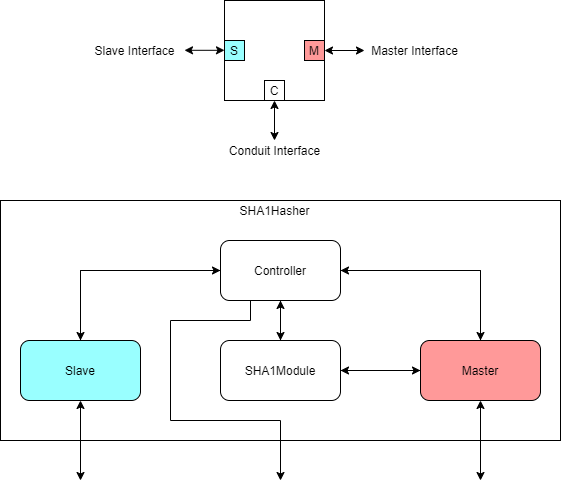 Slave Interface
S
M
Master Interface
C
Conduit Interface
SHA1Hasher
Controller
Slave
SHA1Module
Master